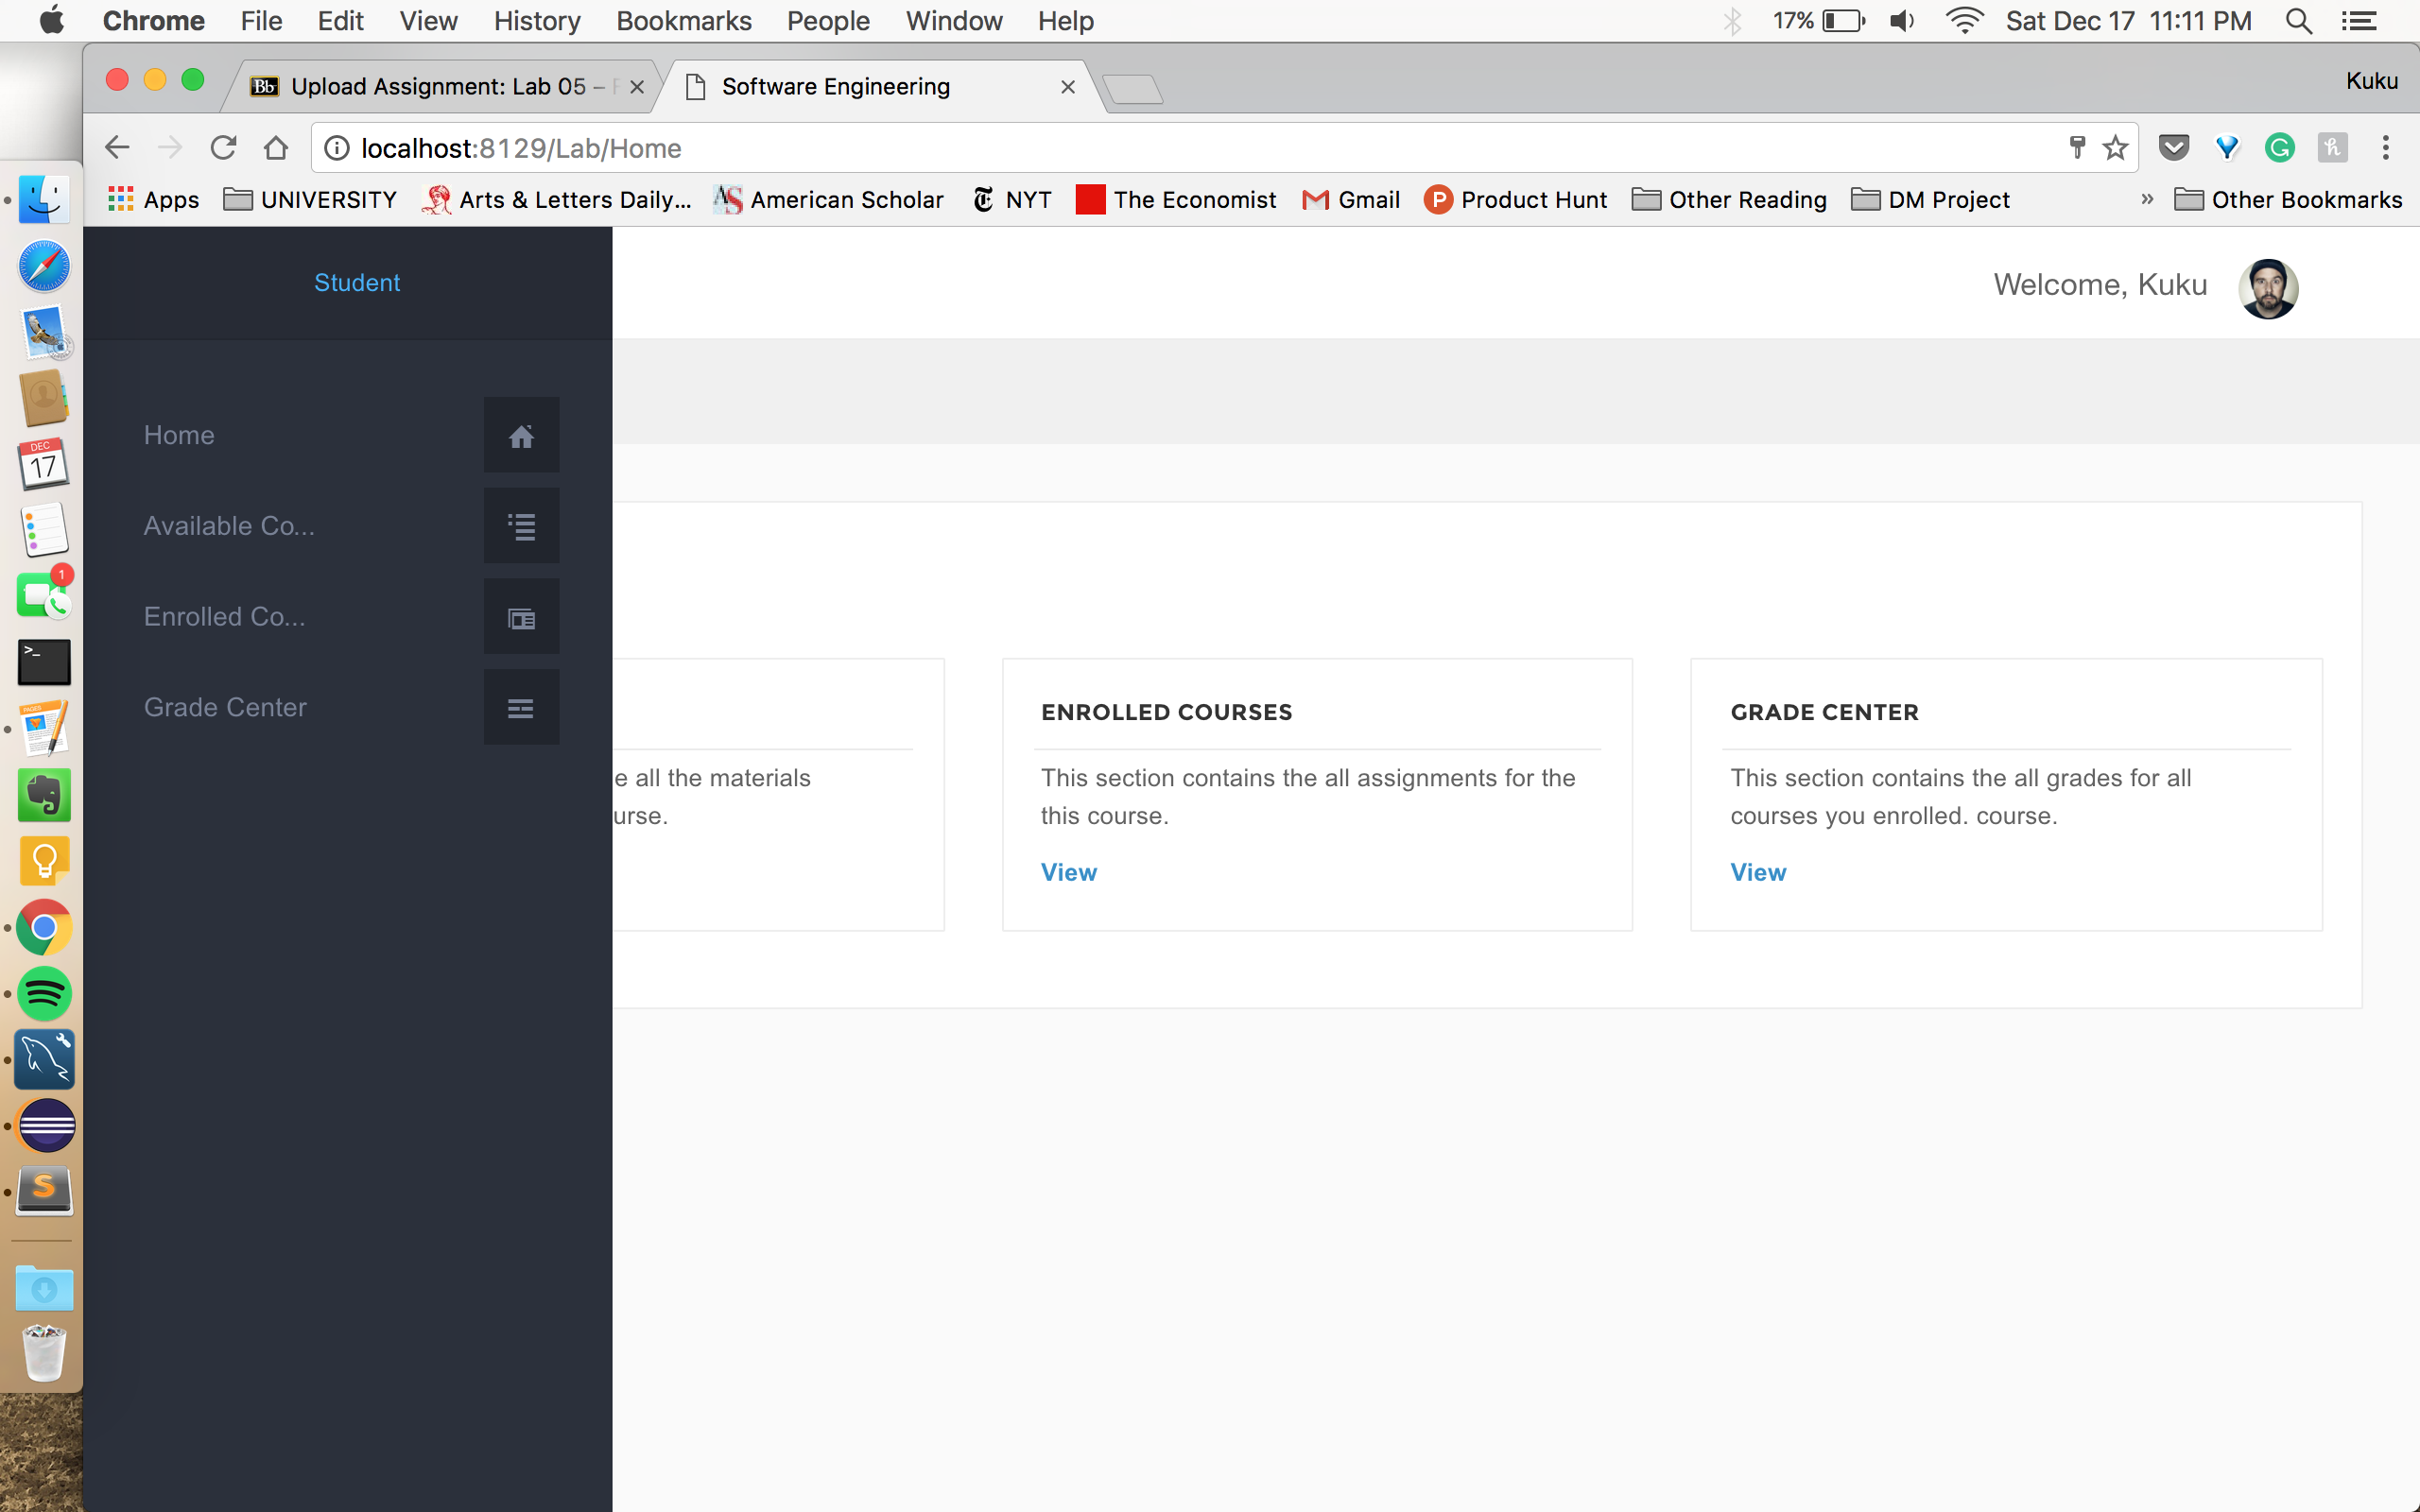 Chrome File Edit View History Bookmarks People Window Help 17% Sat Dec 17 11:11 PM
Bb Upload Assignment: Lab 05 – Software Engineering Kuku
localhost:8129/Lab/Home
Apps UNIVERSITY Arts & Letters Daily... American Scholar NYT The Economist Gmail Product Hunt Other Reading DM Project » Other Bookmarks
Student
Welcome, Kuku
Home
Available Co...
Enrolled Co...
Grade Center
e all the materials
urse.
ENROLLED COURSES
This section contains the all assignments for the
this course.
View
GRADE CENTER
This section contains the all grades for all
courses you enrolled. course.
View
DEC
17
1
>_
PAGES